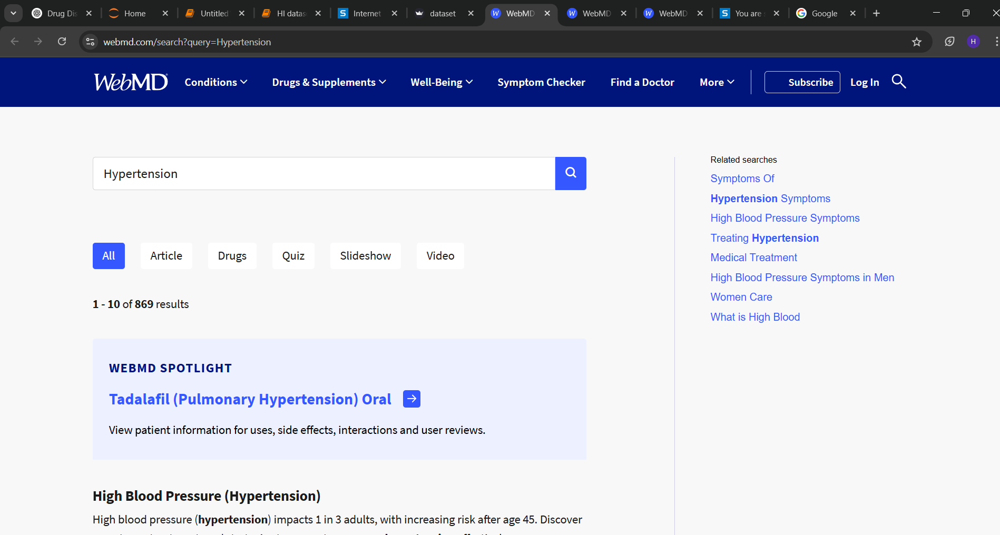 Drug Dis
Home
Untitled
HI datas
Internet
dataset
WebMD
WebMD
WebMD
You are s
Google
webmd.com/search?query=Hypertension
H
WebMD
Conditions
Drugs & Supplements
Well-Being
Symptom Checker
Find a Doctor
More
Subscribe
Log In
Hypertension
Related searches
Symptoms Of
Hypertension Symptoms
High Blood Pressure Symptoms
Treating Hypertension
Medical Treatment
High Blood Pressure Symptoms in Men
Women Care
What is High Blood
All
Article
Drugs
Quiz
Slideshow
Video
1 - 10 of 869 results
WEBMD SPOTLIGHT
Tadalafil (Pulmonary Hypertension) Oral
View patient information for uses, side effects, interactions and user reviews.
High Blood Pressure (Hypertension)
High blood pressure (hypertension) impacts 1 in 3 adults, with increasing risk after age 45. Discover